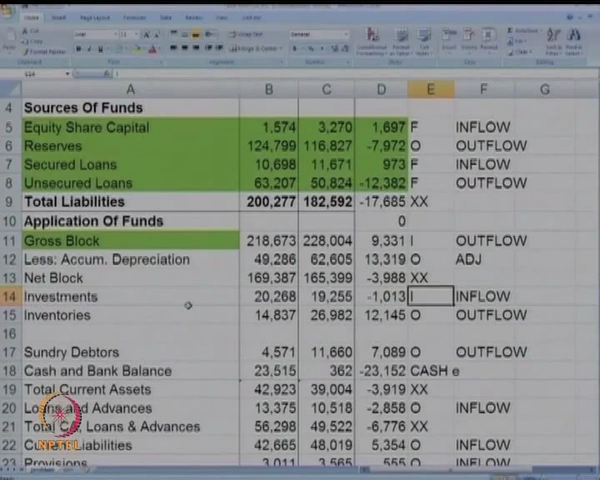 A B C D E F G
4 Sources Of Funds
5 Equity Share Capital 1,574 3,270 1,697 F INFLOW
6 Reserves 124,799 116,827 -7,972 O OUTFLOW
7 Secured Loans 10,698 11,671 973 F INFLOW
8 Unsecured Loans 63,207 50,824 -12,382 F OUTFLOW
9 Total Liabilities 200,277 182,592 -17,685 XX
10 Application Of Funds 0
11 Gross Block 218,673 228,004 9,331 I OUTFLOW
12 Less: Accum. Depreciation 49,286 62,605 13,319 O ADJ
13 Net Block 169,387 165,399 -3,988 XX
14 Investments 20,268 19,255 -1,013 I INFLOW
15 Inventories 14,837 26,982 12,145 O OUTFLOW
16
17 Sundry Debtors 4,571 11,660 7,089 O OUTFLOW
18 Cash and Bank Balance 23,515 362 -23,152 CASH e
19 Total Current Assets 42,923 39,004 -3,919 XX
20 Loans and Advances 13,375 10,518 -2,858 O INFLOW
21 Total CA, Loans & Advances 56,298 49,522 -6,776 XX
22 Current Liabilities 42,665 48,019 5,354 O INFLOW
23 Provisions 3,011 3,565 555 O INFLOW
NPTEL